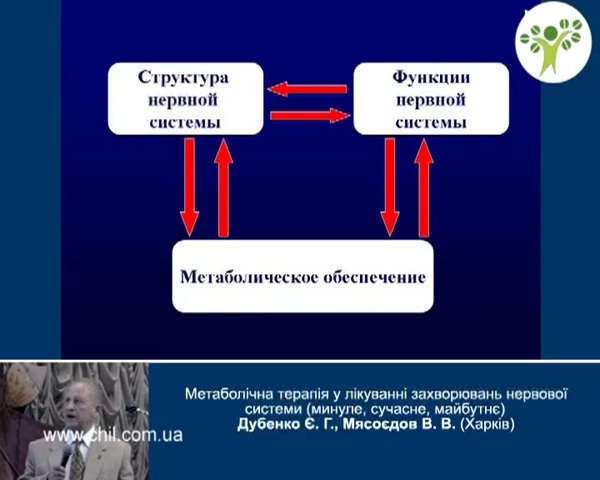 Структура
нервной
системы
Функции
нервной
системы
Метаболическое обеспечение
Метаболічна терапія у лікуванні захворювань нервової
системи (минуле, сучасне, майбутнє)
Дубенко Є. Г., Мясоєдов В. В. (Харків)
www.chil.com.ua